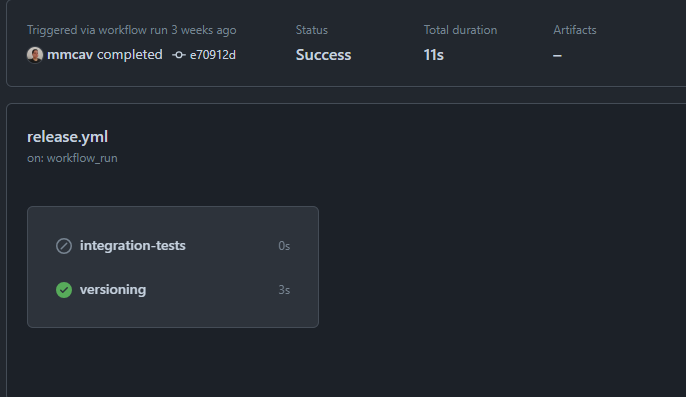 Triggered via workflow run 3 weeks ago
mmcav completed e70912d
Status
Success
Total duration
11s
Artifacts
–
release.yml
on: workflow_run
integration-tests 0s
versioning 3s